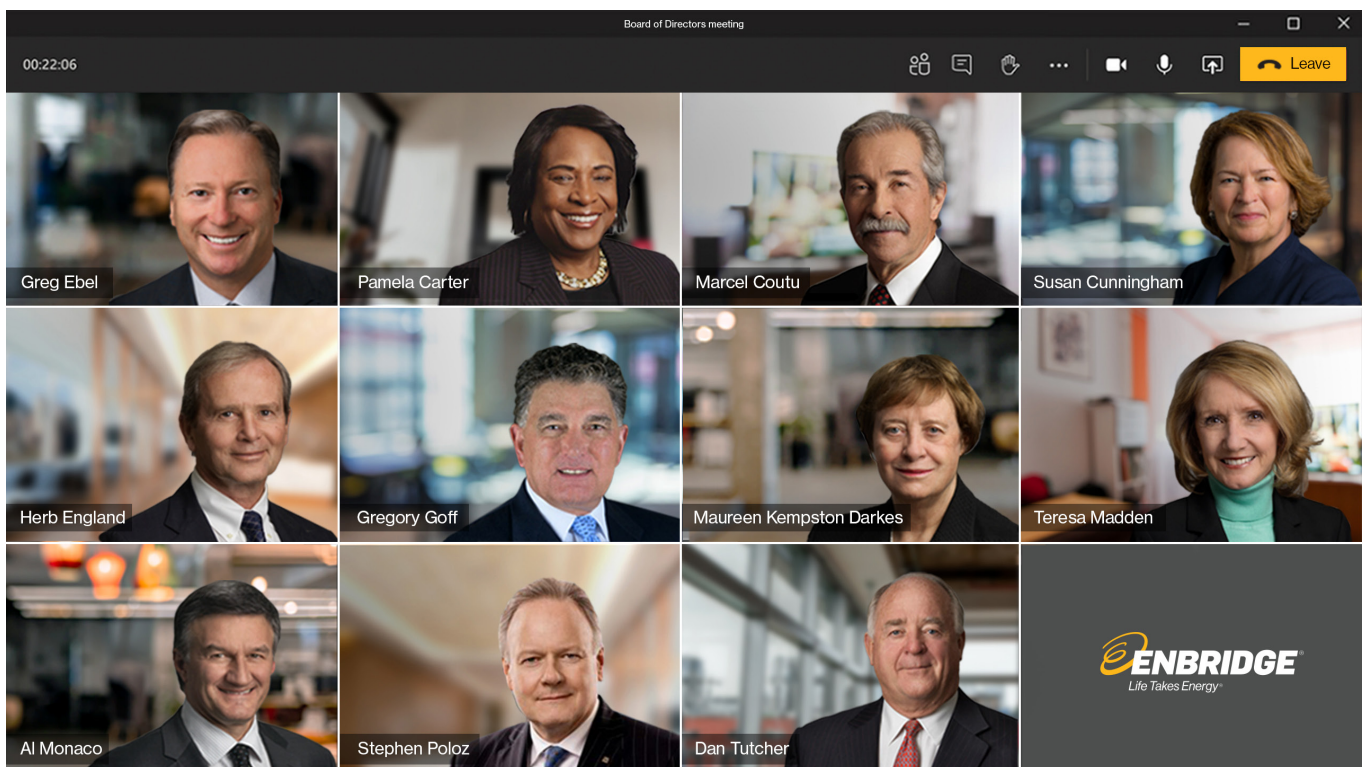 Board of Directors meeting
00:22:06
Leave
Greg Ebel
Pamela Carter
Marcel Coutu
Susan Cunningham
Herb England
Gregory Goff
Maureen Kempston Darkes
Teresa Madden
Al Monaco
Stephen Poloz
Dan Tutcher
ENBRIDGE®
Life Takes Energy®